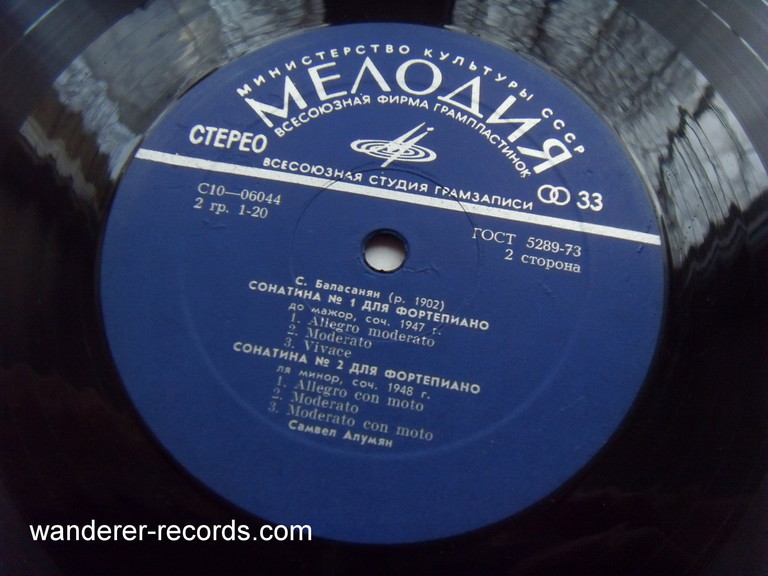 МИНИСТЕРСТВО КУЛЬТУРЫ СССР
МЕЛОДИЯ
ВСЕСОЮЗНАЯ ФИРМА ГРАМПЛАСТИНОК
СТЕРЕО
ВСЕСОЮЗНАЯ СТУДИЯ ГРАМЗАПИСИ
33
С10—06044
2 гр. 1-20
ГОСТ 5289-73
2 сторона
С. Баласанян (р. 1902)
СОНАТИНА № 1 ДЛЯ ФОРТЕПИАНО
до мажор, соч. 1947 г.
1. Allegro moderato
2. Moderato
3. Vivace
СОНАТИНА № 2 ДЛЯ ФОРТЕПИАНО
ля минор, соч. 1948 г.
1. Allegro con moto
2. Moderato
3. Moderato con moto
Самвел Алумян
wanderer-records.com